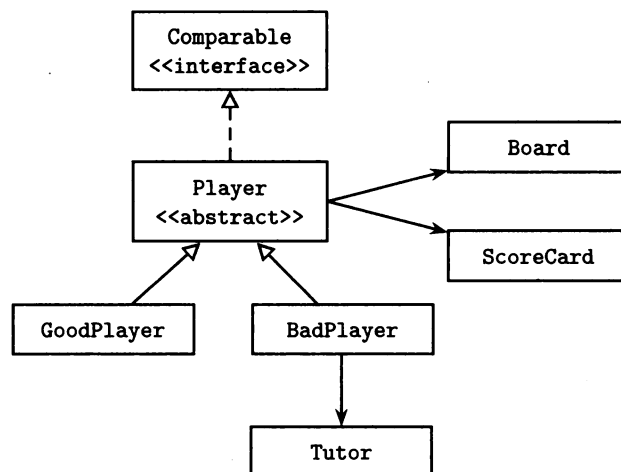 Comparable
<<interface>>
Board
Player
<<abstract>>
ScoreCard
GoodPlayer
BadPlayer
Tutor